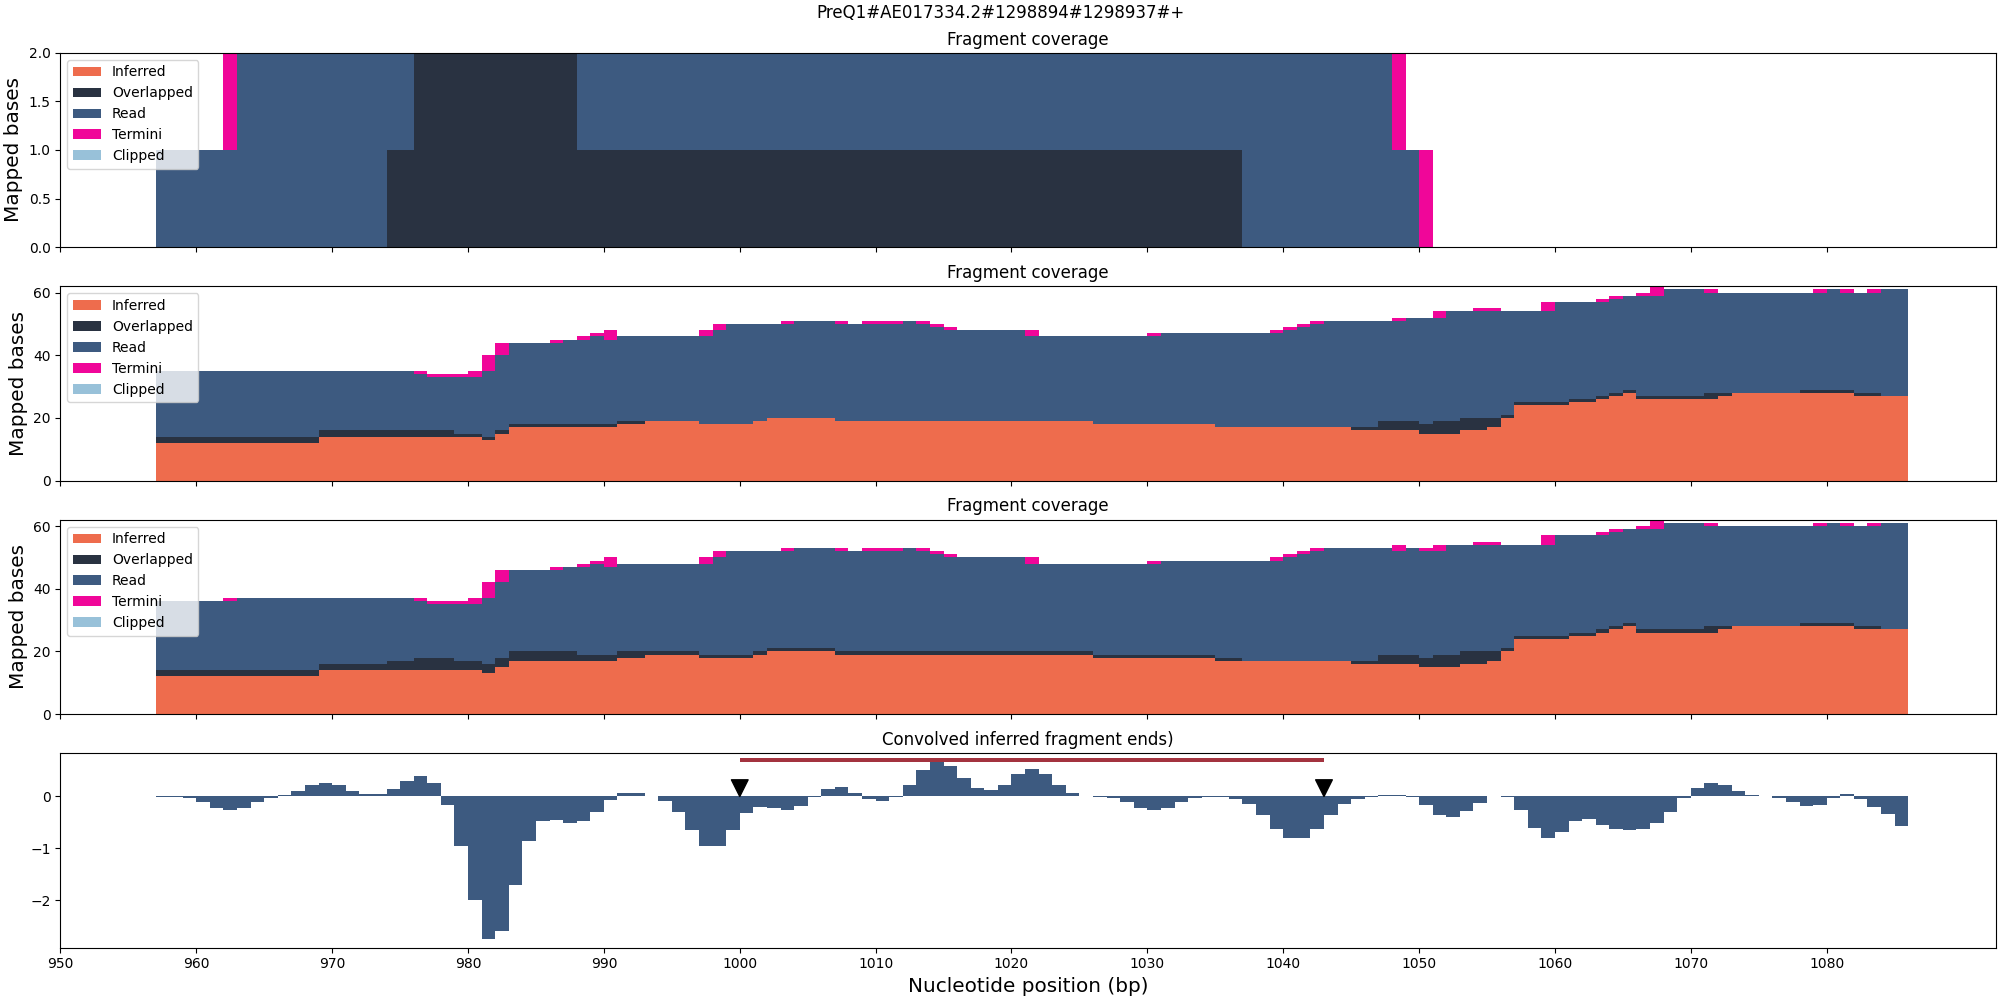 PreQ1#AE017334.2#1298894#1298937#+
Fragment coverage
Mapped bases
2.0
1.5
1.0
0.5
0.0
Inferred
Overlapped
Read
Termini
Clipped
Fragment coverage
Mapped bases
60
40
20
0
Inferred
Overlapped
Read
Termini
Clipped
Fragment coverage
Mapped bases
60
40
20
0
Inferred
Overlapped
Read
Termini
Clipped
Convolved inferred fragment ends)
0
−1
−2
950 960 970 980 990 1000 1010 1020 1030 1040 1050 1060 1070 1080
Nucleotide position (bp)